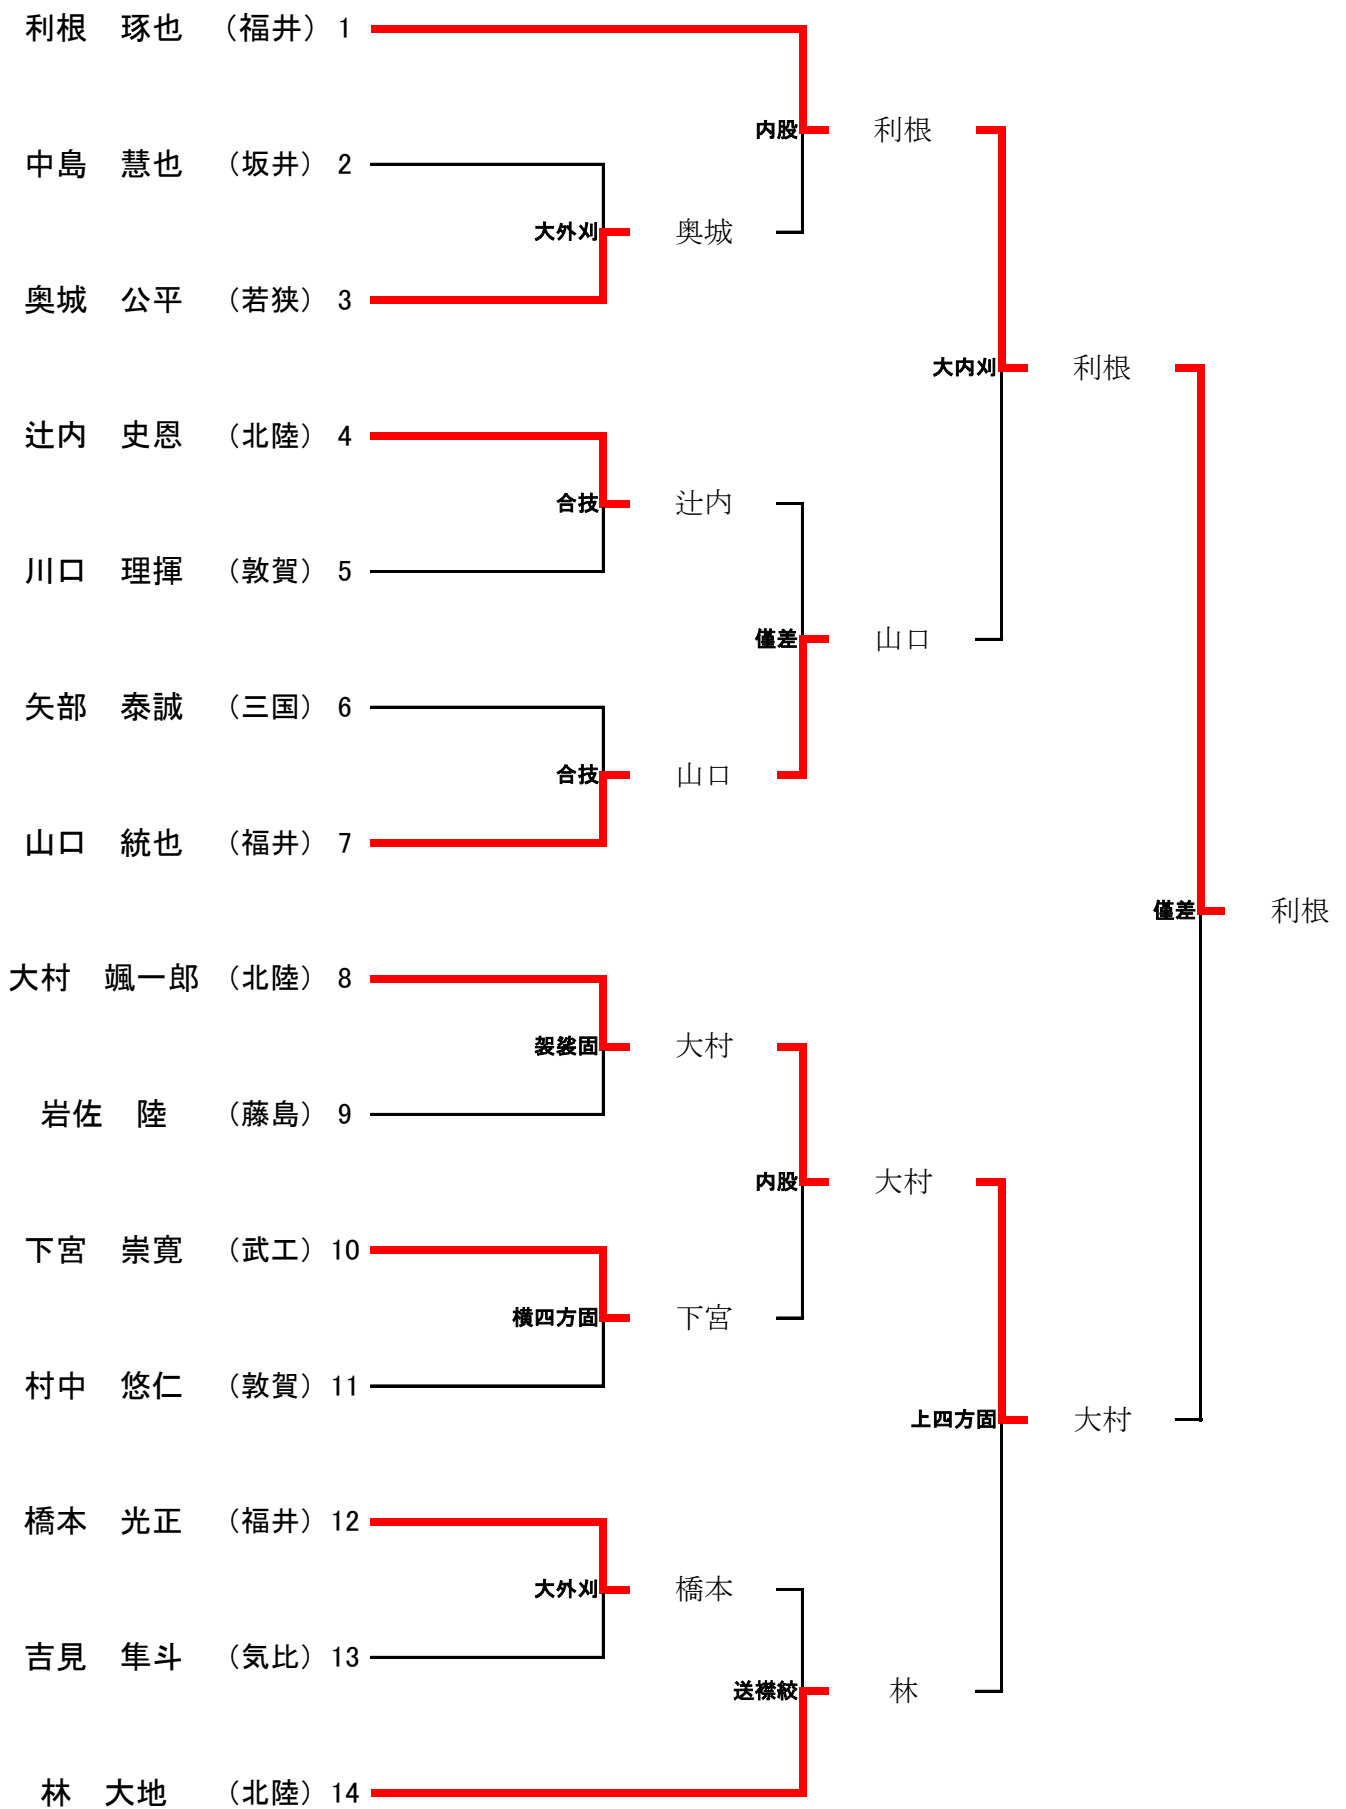 利根　琢也　（福井）　1
内股　利根
中島　慧也　（坂井）　2
大外刈　奥城
奥城　公平　（若狭）　3
大内刈　利根
辻内　史恩　（北陸）　4
合技　辻内
川口　理揮　（敦賀）　5
僅差　山口
矢部　泰誠　（三国）　6
合技　山口
山口　統也　（福井）　7
僅差　利根
大村　颯一郎　（北陸）　8
袈裟固　大村
岩佐　陸　（藤島）　9
内股　大村
下宮　崇寛　（武工）　10
横四方固　下宮
村中　悠仁　（敦賀）　11
上四方固　大村
橋本　光正　（福井）　12
大外刈　橋本
吉見　隼斗　（気比）　13
送襟絞　林
林　大地　（北陸）　14